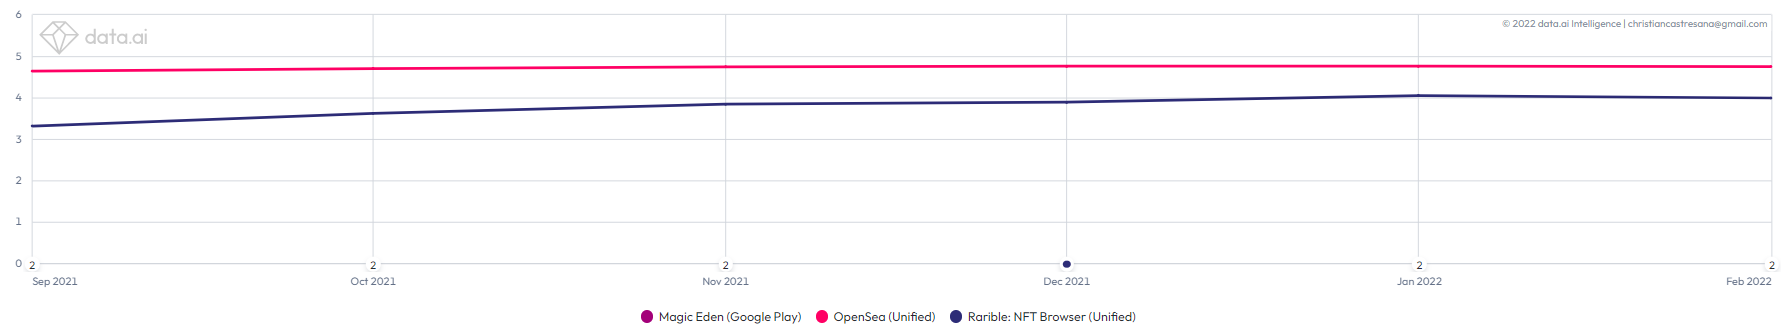 6
© 2022 data.ai Intelligence | christiancastresana@gmail.com
data.ai
5
4
3
2
1
0
2 2 2 2 2
Sep 2021 Oct 2021 Nov 2021 Dec 2021 Jan 2022 Feb 2022
Magic Eden (Google Play) OpenSea (Unified) Rarible: NFT Browser (Unified)